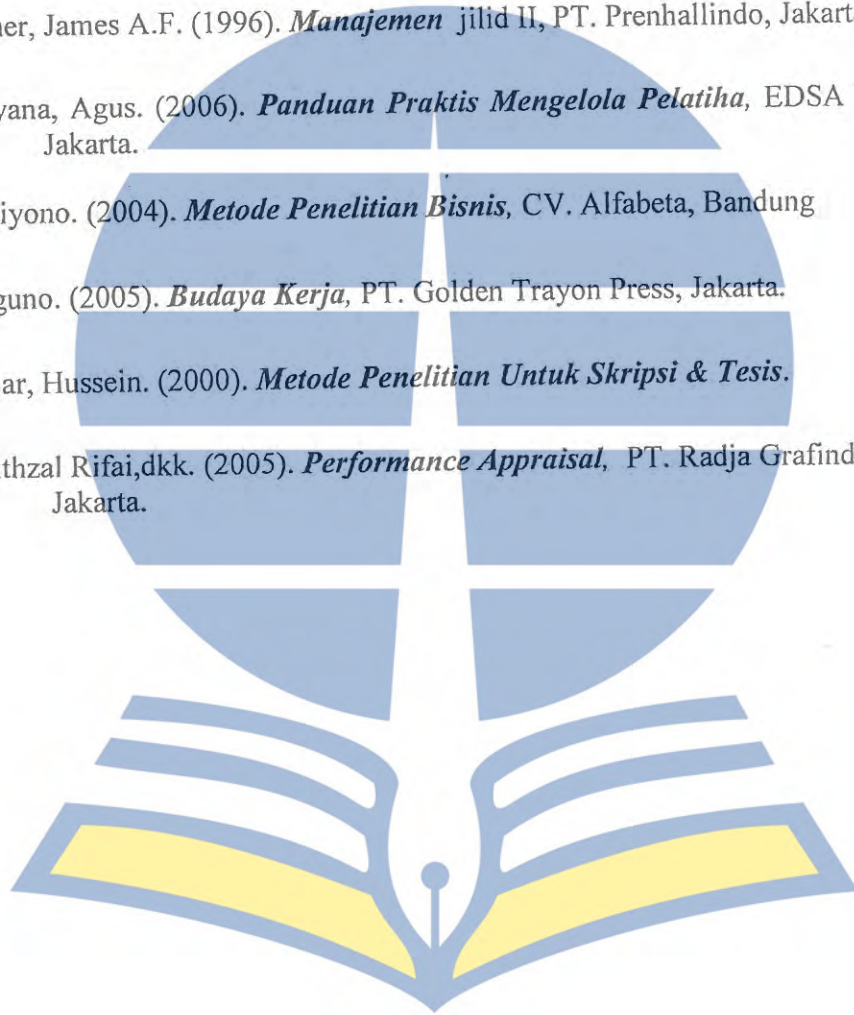 ner, James A.F. (1996). Manajemen jilid II, PT. Prenhallindo, Jakart
yana, Agus. (2006). Panduan Praktis Mengelola Pelatiha, EDSA
Jakarta.
iyono. (2004). Metode Penelitian Bisnis, CV. Alfabeta, Bandung
guno. (2005). Budaya Kerja, PT. Golden Trayon Press, Jakarta.
ar, Hussein. (2000). Metode Penelitian Untuk Skripsi & Tesis.
thzal Rifai,dkk. (2005). Performance Appraisal, PT. Radja Grafind
Jakarta.